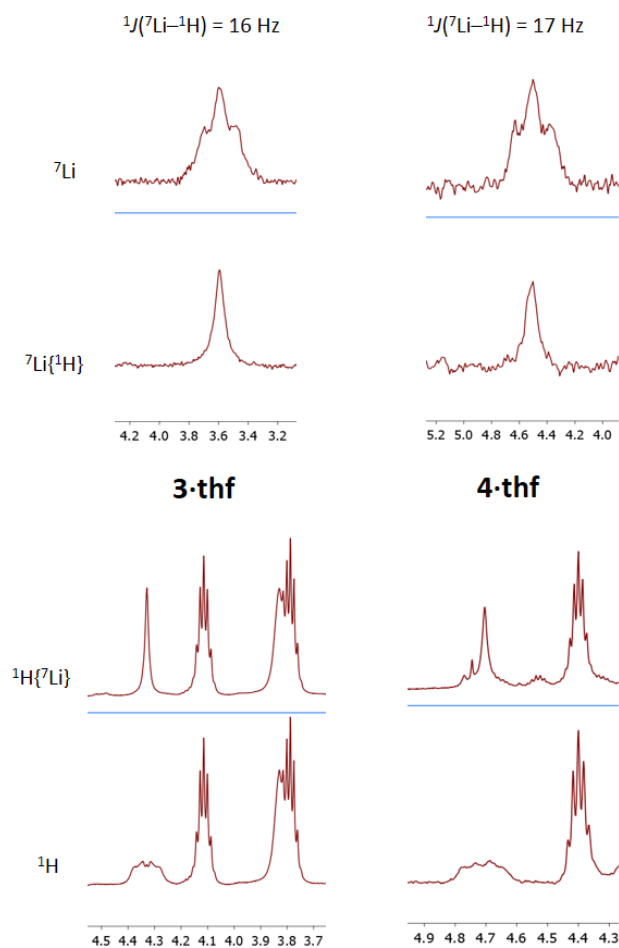 ¹J(⁷Li–¹H) = 16 Hz ¹J(⁷Li–¹H) = 17 Hz
⁷Li
⁷Li{¹H}
4.2 4.0 3.8 3.6 3.4 3.2 5.2 5.0 4.8 4.6 4.4 4.2 4.0
3·thf 4·thf
¹H{⁷Li}
¹H
4.5 4.4 4.3 4.2 4.1 4.0 3.9 3.8 3.7 4.9 4.8 4.7 4.6 4.5 4.4 4.3